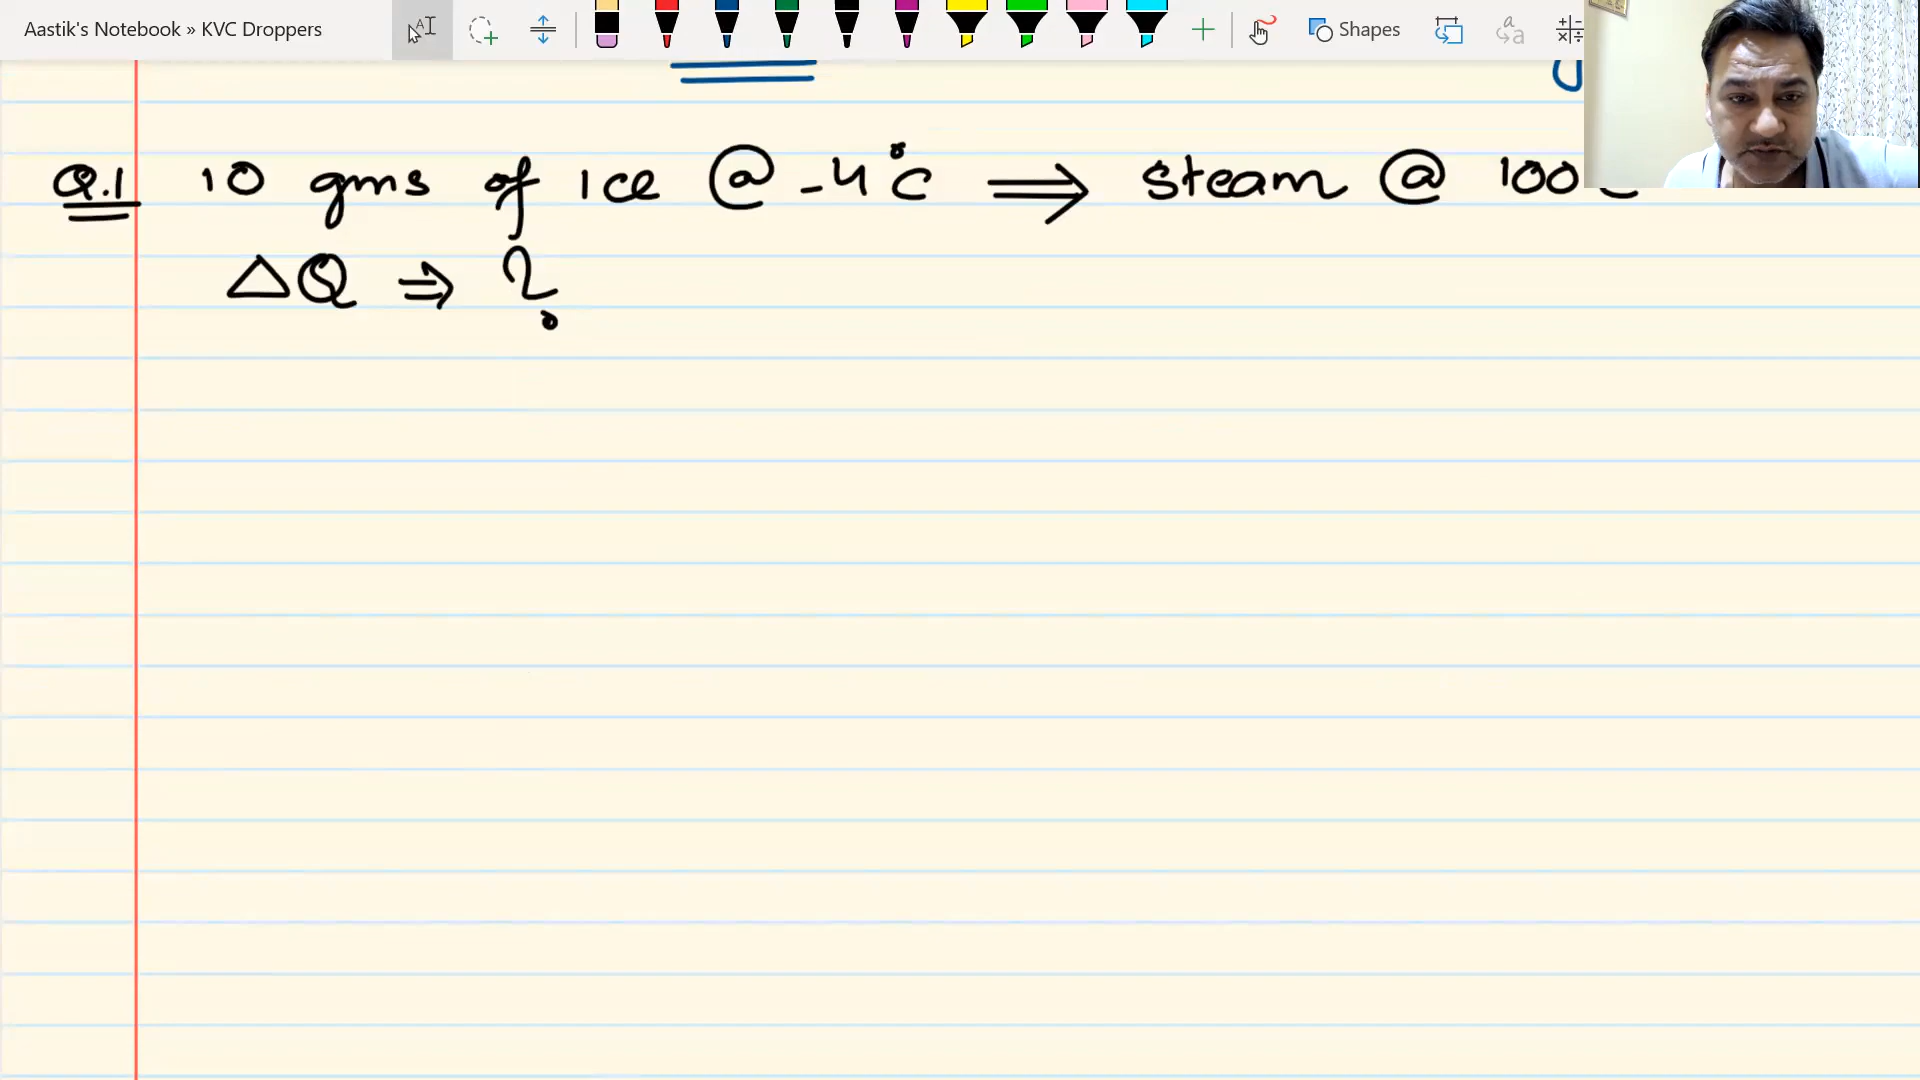 Aastik's Notebook » KVC Droppers
Shapes
Q.1 10 gms of ice @ -4°C ⇒ steam @ 100°C
ΔQ ⇒ ?